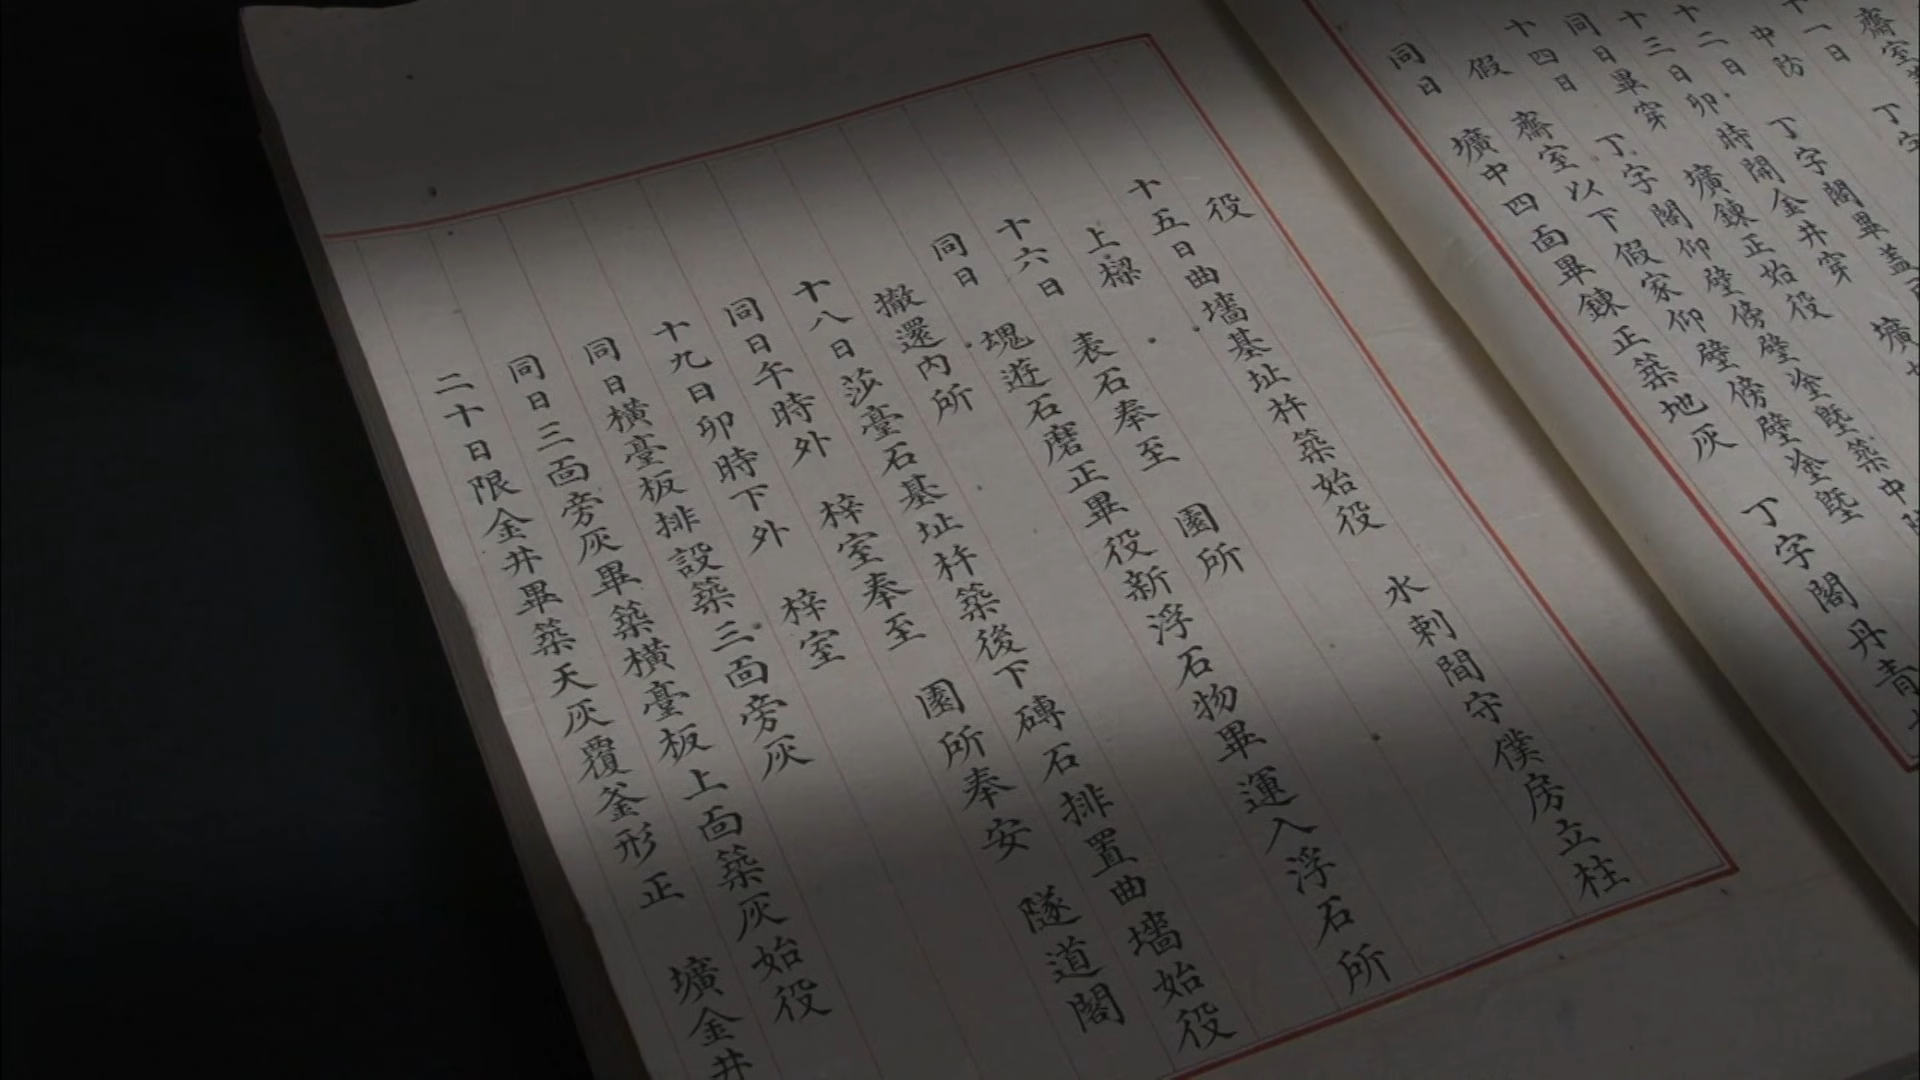 齋室
十一日 丁字
中防
十二日 丁字閣畢蓋
十三日卯時開金井穿
同日畢穿 壙鍊正始役
十四日 丁字閣仰壁傍壁塗塈築中
假 齋室以下假家仰壁傍壁塗塈
同日 壙中四面畢鍊正築地灰 丁字閣丹青
役
十五日曲墻基址杵築始役 水剌間守僕房立柱
上樑
十六日 表石奉至 園所
同日 魂遊石磨正畢役新浮石物畢運入浮石所
撤還內所
十八日莎臺石基址杵築後下磚石排置曲墻始役
同日午時外 梓室奉至 園所奉安 隧道閣
十九日卯時下外 梓室
同日橫臺板排設築三面旁灰
同日三面旁灰畢築橫臺板上面築灰始役
二十日限金井畢築天灰覆釜形正 壙金井